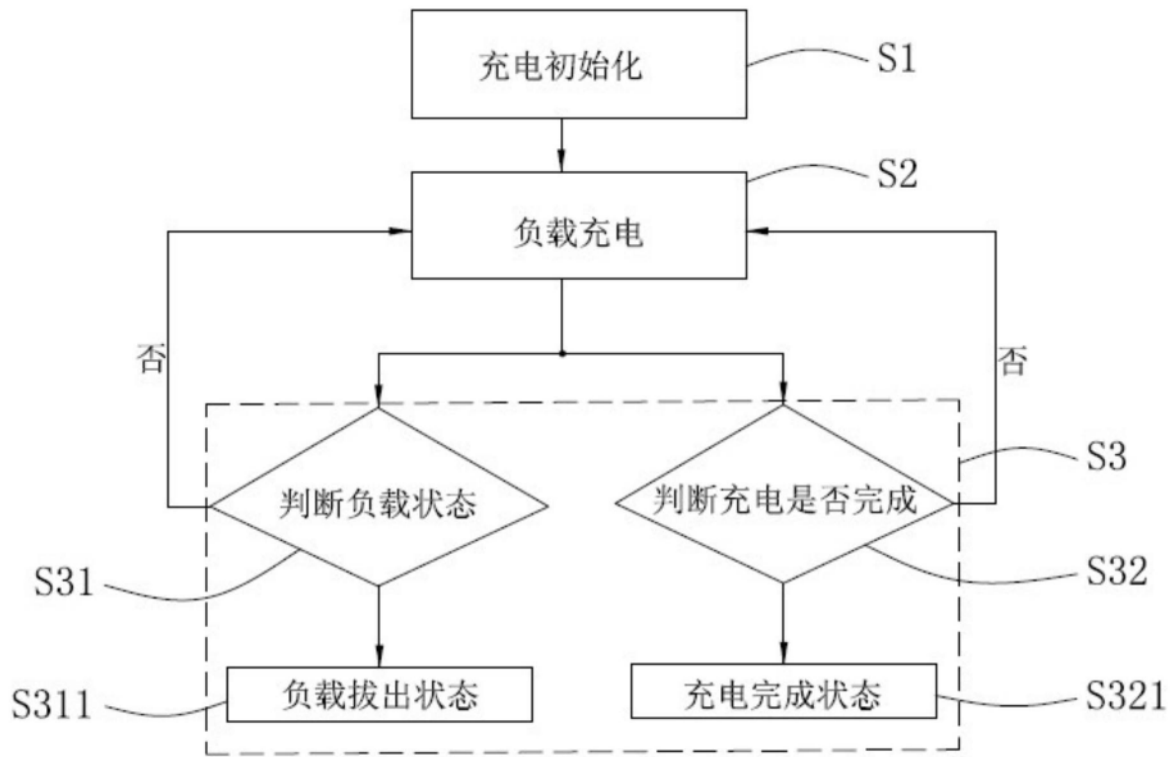 充电初始化
S1
负载充电
S2
否
否
判断负载状态
判断充电是否完成
S3
S31
S32
负载拔出状态
充电完成状态
S311
S321